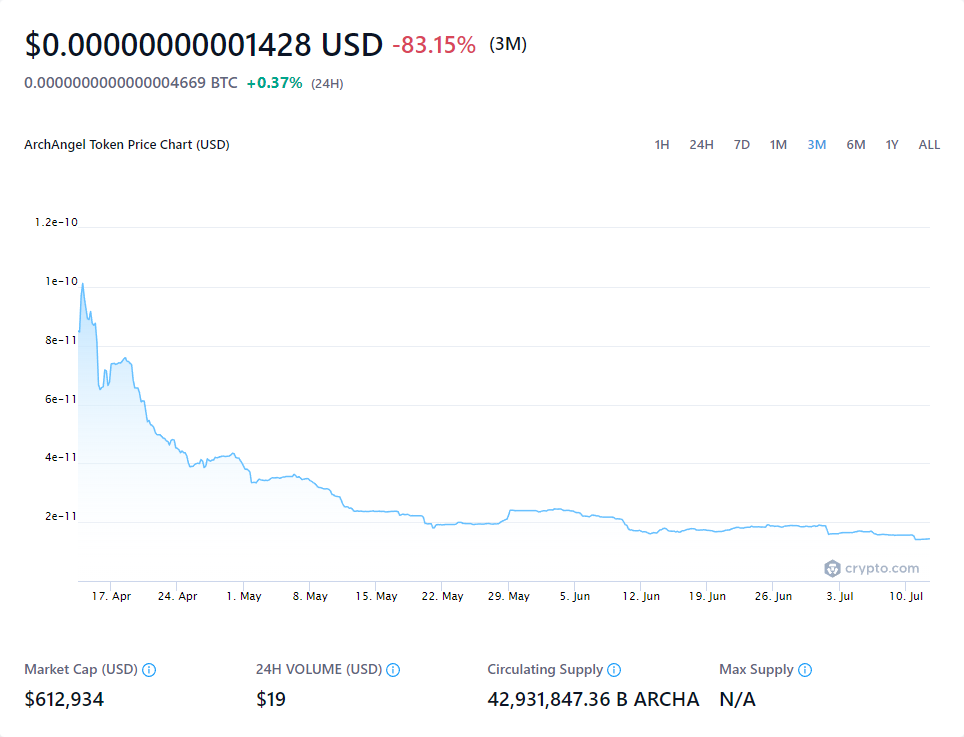 $0.00000000001428 USD -83.15% (3M)
0.0000000000000004669 BTC +0.37% (24H)
ArchAngel Token Price Chart (USD)
1H 24H 7D 1M 3M 6M 1Y ALL
1.2e-10
1e-10
8e-11
6e-11
4e-11
2e-11
crypto.com
17. Apr 24. Apr 1. May 8. May 15. May 22. May 29. May 5. Jun 12. Jun 19. Jun 26. Jun 3. Jul 10. Jul
Market Cap (USD) 24H VOLUME (USD) Circulating Supply Max Supply
$612,934 $19 42,931,847.36 B ARCHA N/A